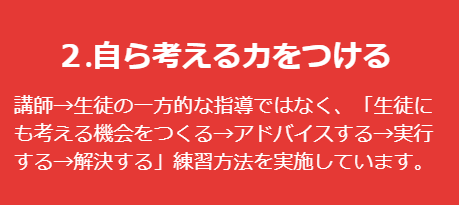 ２.自ら考える力をつける
講師→生徒の一方的な指導ではなく、「生徒に
も考える機会をつくる→アドバイスする→実行
する→解決する」練習方法を実施しています。